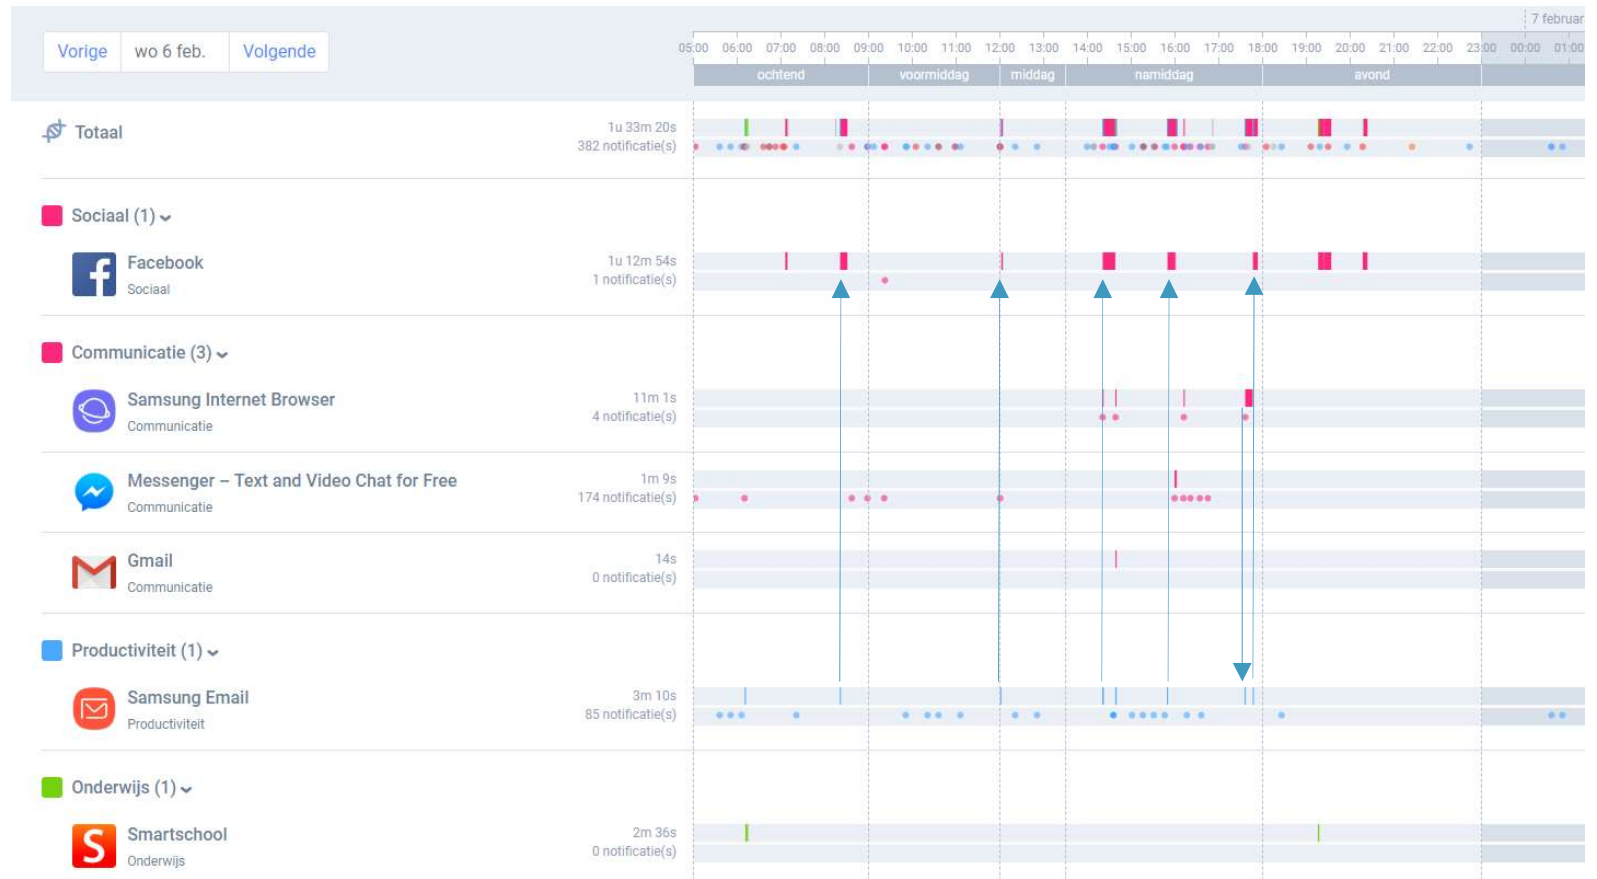 7 februar
Vorige wo 6 feb. Volgende
05:00 06:00 07:00 08:00 09:00 10:00 11:00 12:00 13:00 14:00 15:00 16:00 17:00 18:00 19:00 20:00 21:00 22:00 23:00 00:00 01:00
ochtend voormiddag middag namiddag avond
Totaal
1u 33m 20s
382 notificatie(s)
Sociaal (1)
Facebook
Sociaal
1u 12m 54s
1 notificatie(s)
Communicatie (3)
Samsung Internet Browser
Communicatie
11m 1s
4 notificatie(s)
Messenger – Text and Video Chat for Free
Communicatie
1m 9s
174 notificatie(s)
Gmail
Communicatie
14s
0 notificatie(s)
Productiviteit (1)
Samsung Email
Productiviteit
3m 10s
85 notificatie(s)
Onderwijs (1)
S
Smartschool
Onderwijs
2m 36s
0 notificatie(s)